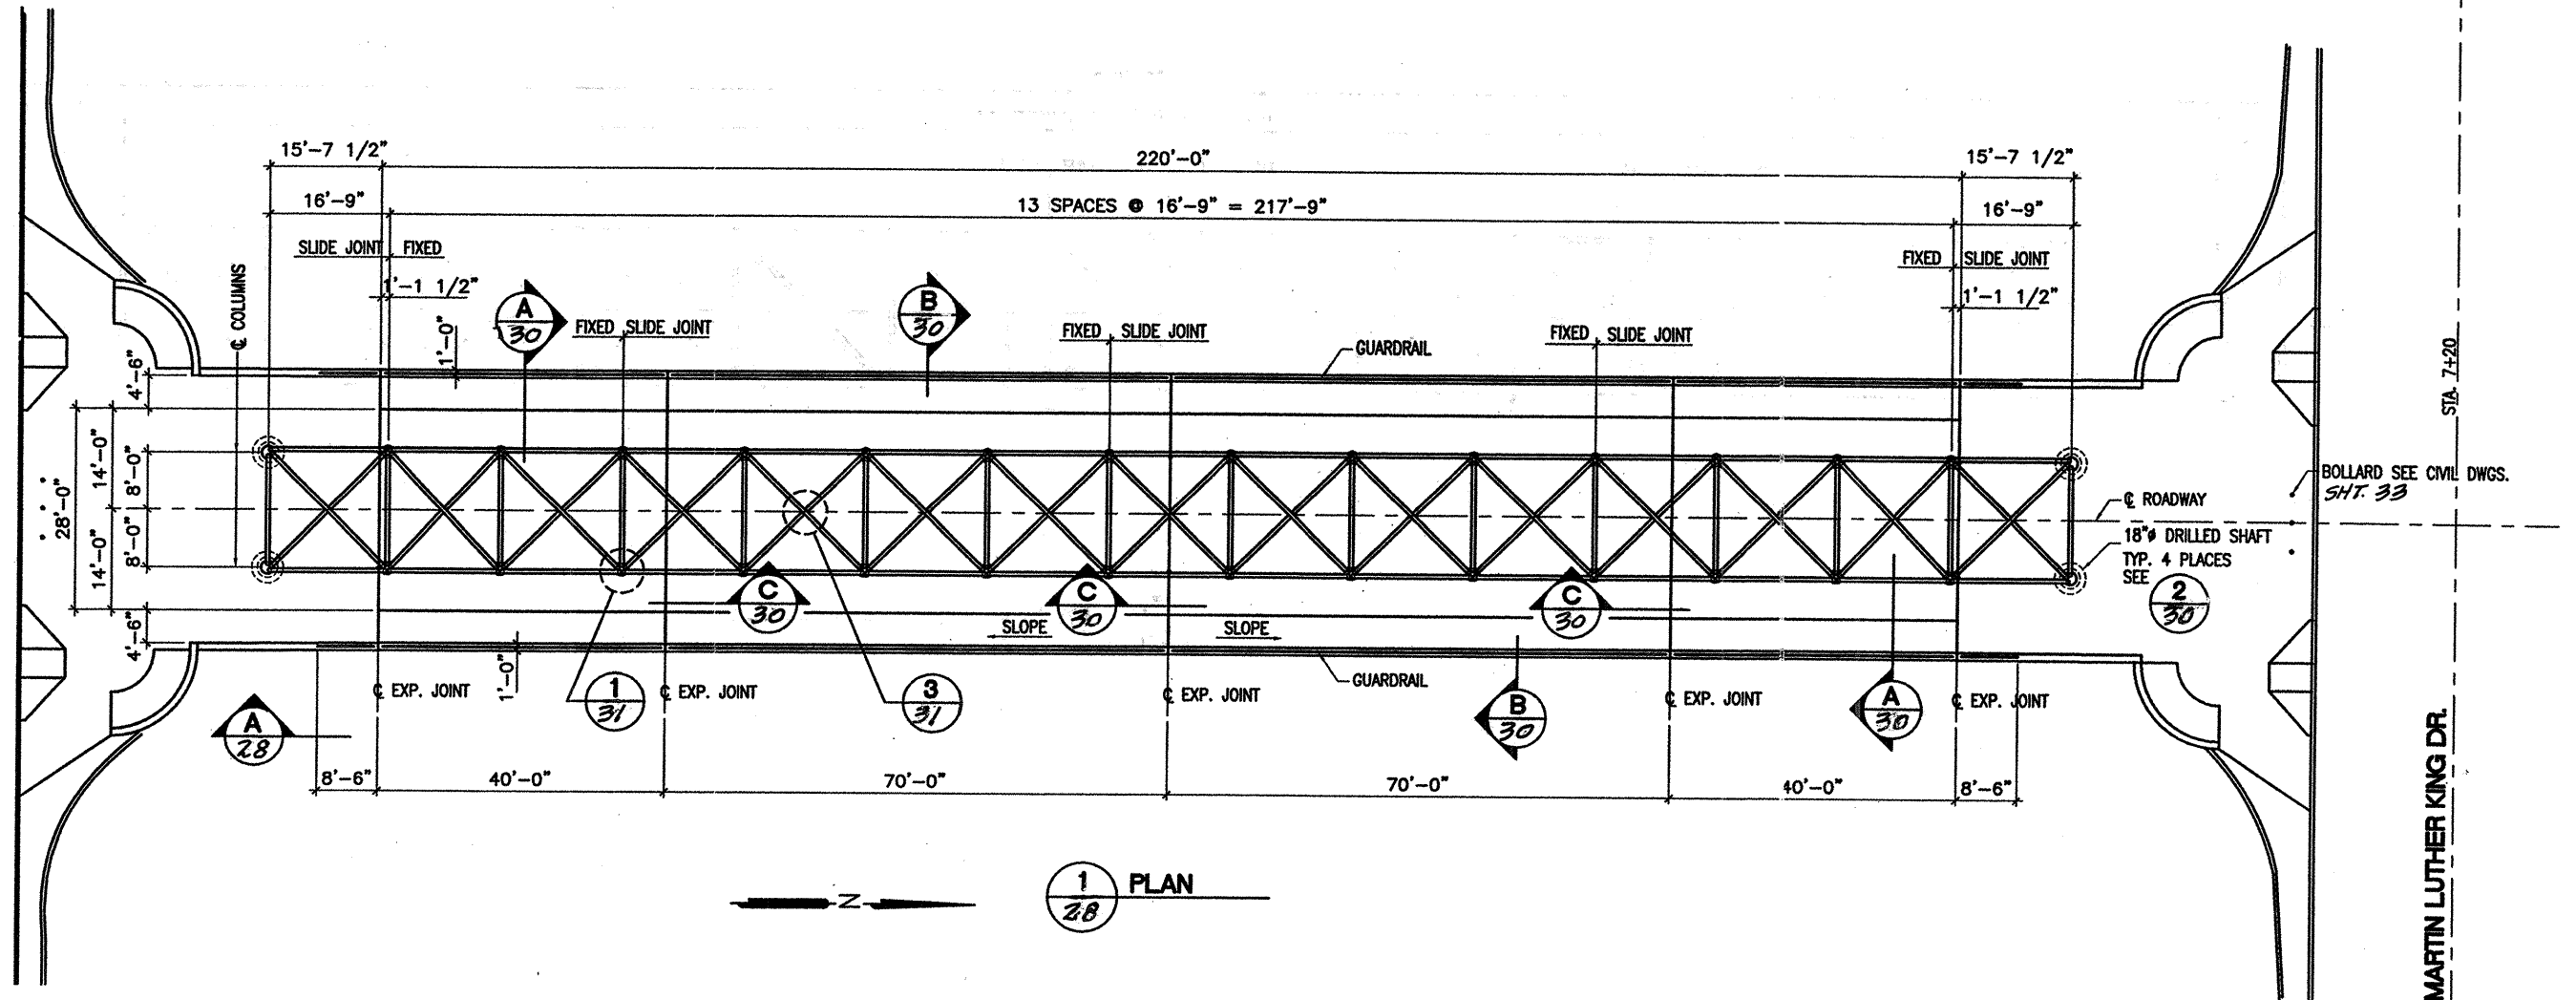 15'-7 1/2"
220'-0"
15'-7 1/2"
16'-9"
13 SPACES @ 16'-9" = 217'-9"
16'-9"
SLIDE JOINT FIXED
FIXED SLIDE JOINT
1'-1 1/2"
1'-1 1/2"
℄ COLUMNS
A
30
B
30
1'-0"
FIXED SLIDE JOINT
FIXED SLIDE JOINT
FIXED SLIDE JOINT
GUARDRAIL
4'-6"
STA. 7+20
14'-0"
8'-0"
28'-0"
14'-0"
8'-0"
BOLLARD SEE CIVIL DWGS.
SHT. 33
℄ ROADWAY
18"ø DRILLED SHAFT
TYP. 4 PLACES
SEE
2
30
C
30
C
30
C
30
SLOPE
SLOPE
4'-6"
1'-0"
GUARDRAIL
℄ EXP. JOINT
1
31
℄ EXP. JOINT
3
31
℄ EXP. JOINT
B
30
℄ EXP. JOINT
A
30
℄ EXP. JOINT
A
28
8'-6"
40'-0"
70'-0"
70'-0"
40'-0"
8'-6"
MARTIN LUTHER KING DR.
N
1
28
PLAN